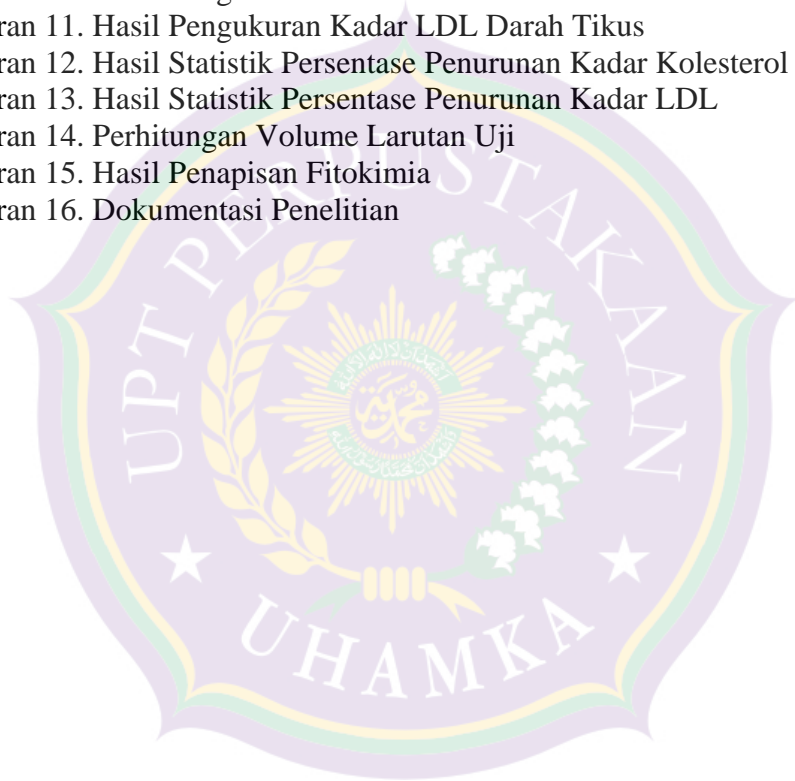 ran 11. Hasil Pengukuran Kadar LDL Darah Tikus
ran 12. Hasil Statistik Persentase Penurunan Kadar Kolesterol
ran 13. Hasil Statistik Persentase Penurunan Kadar LDL
ran 14. Perhitungan Volume Larutan Uji
ran 15. Hasil Penapisan Fitokimia
ran 16. Dokumentasi Penelitian
UPT PERPUSTAKAAN
محمدية
UHAMKA